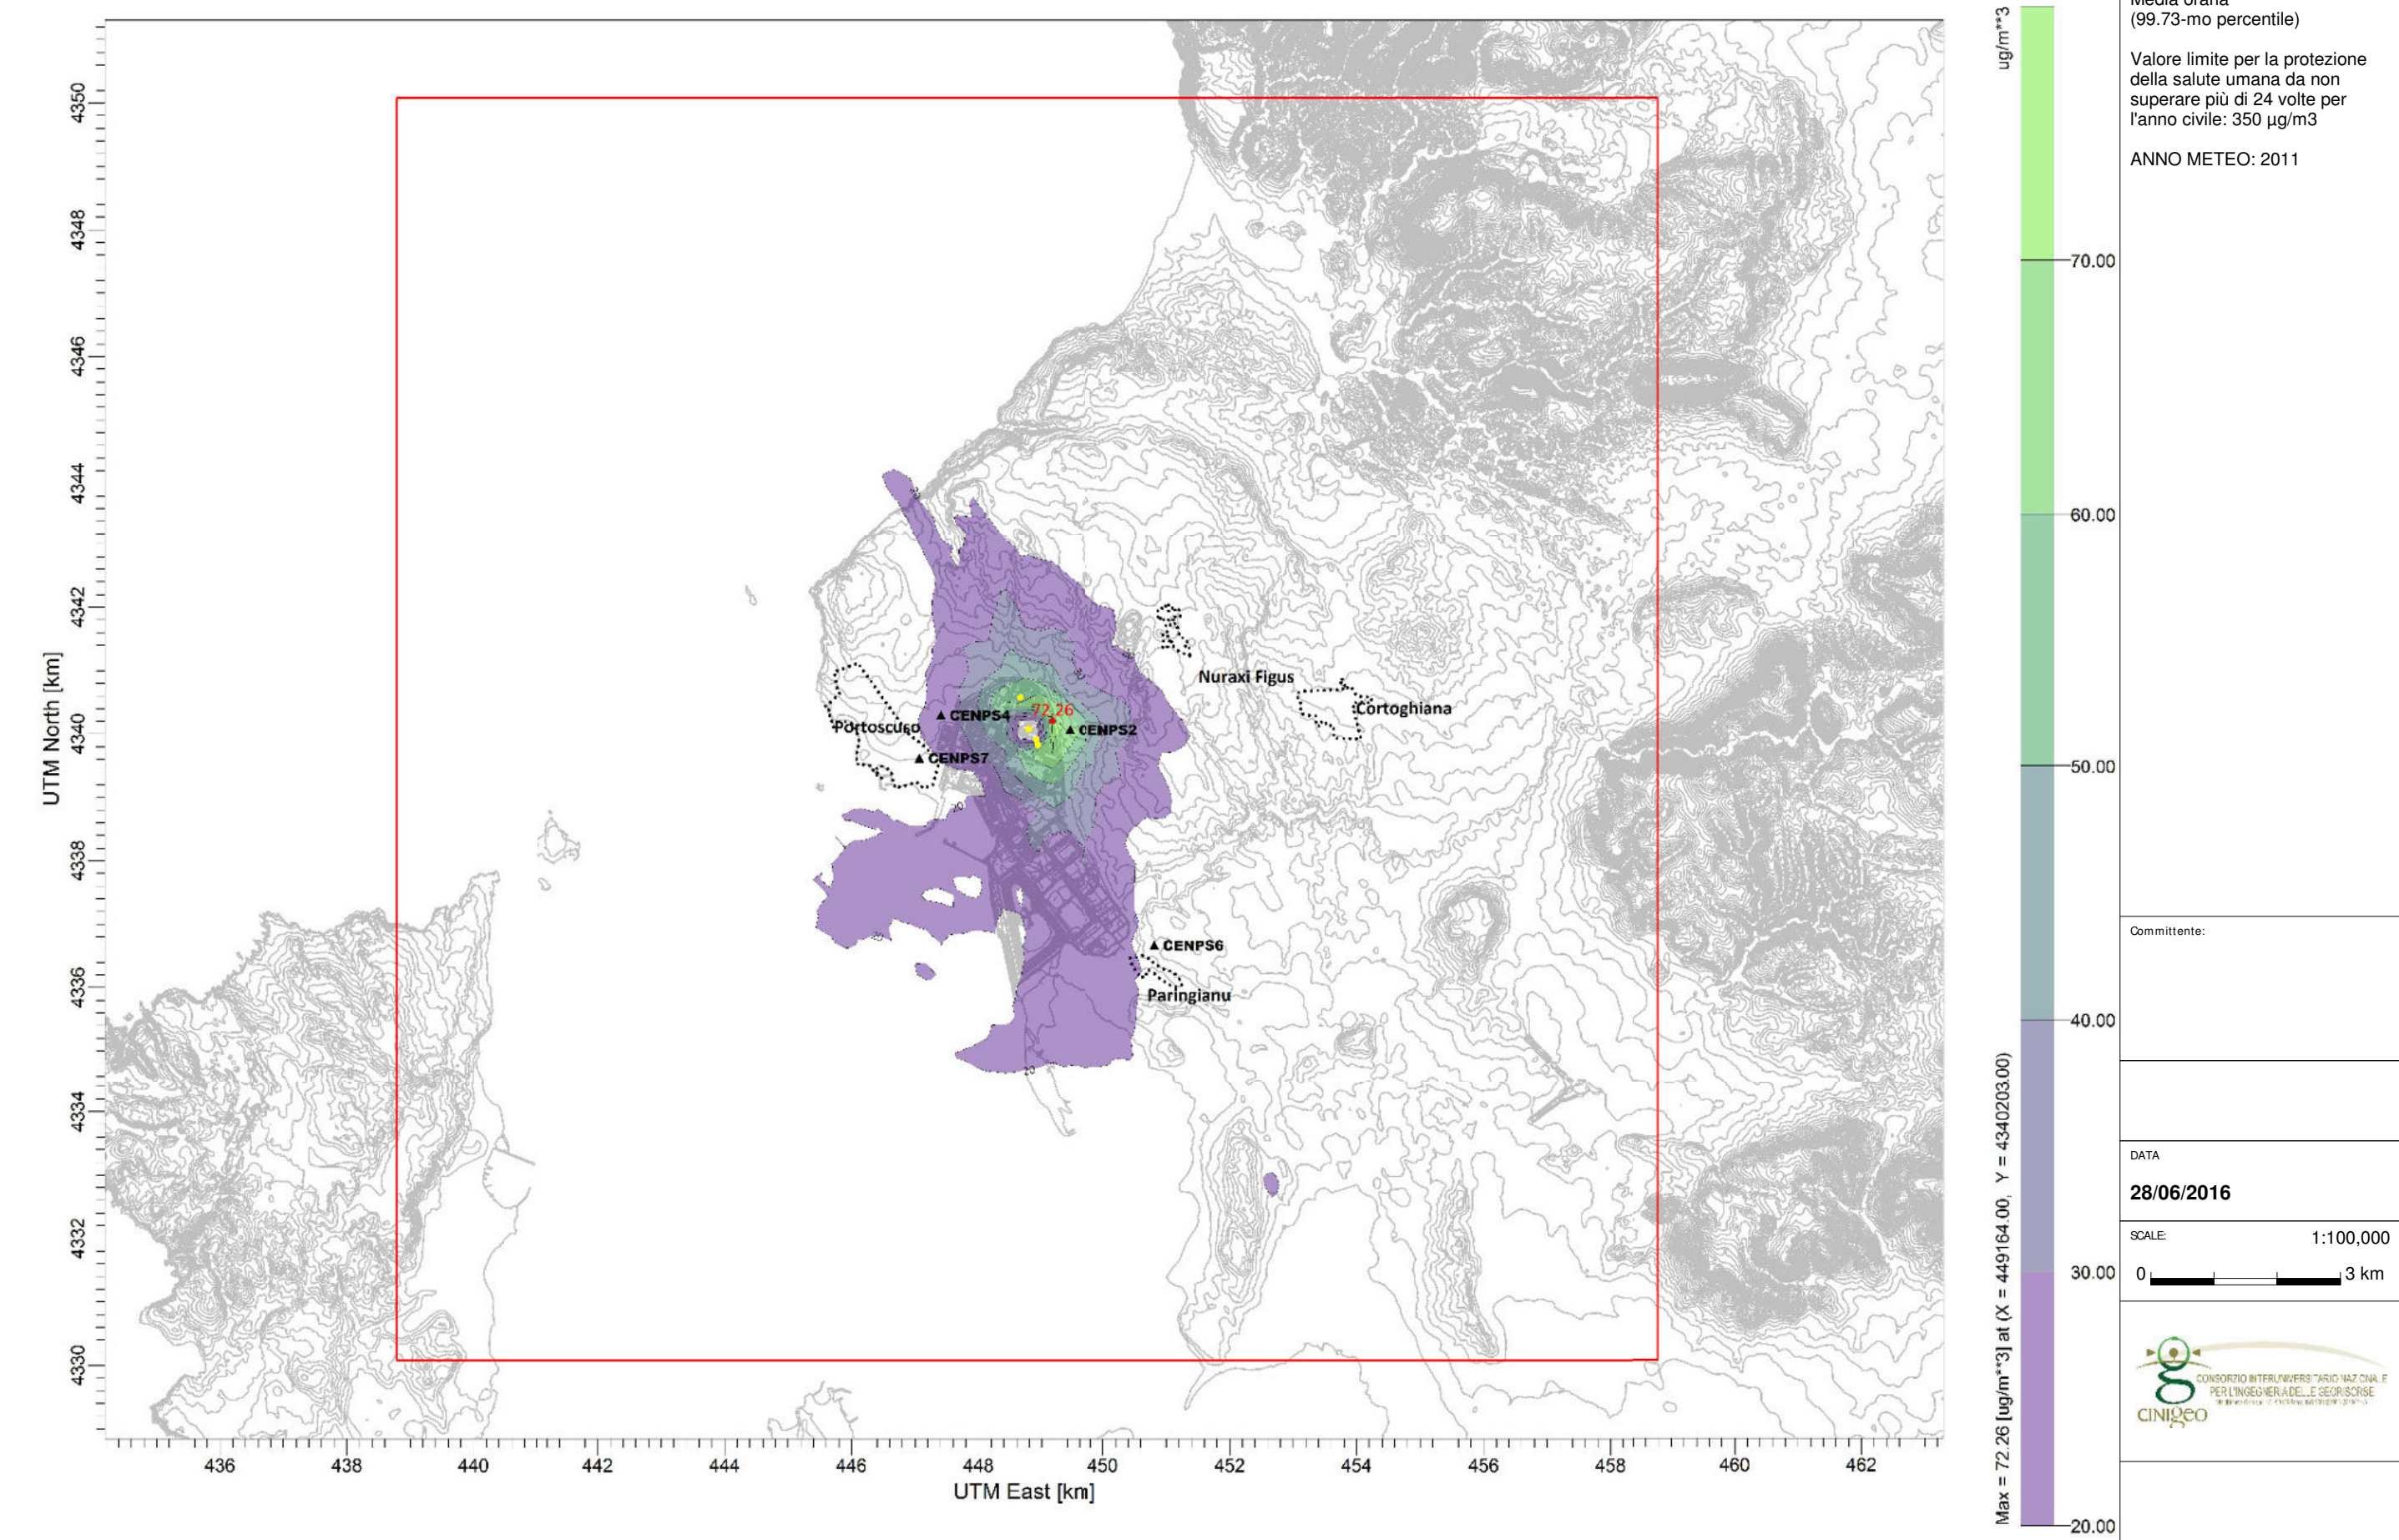 ug/m**3
(99.73-mo percentile)
Valore limite per la protezione
della salute umana da non
superare più di 24 volte per
l'anno civile: 350 µg/m3
ANNO METEO: 2011
4350
4348
4346
4344
4342
4340
4338
4336
4334
4332
4330
UTM North [km]
436
438
440
442
444
446
448
450
452
454
456
458
460
462
UTM East [km]
Nuraxi Figus
Cortoghiana
72.26
CENPS4
CENPS2
Portoscuso
CENPS7
20
CENPS6
Paringianu
20
70.00
60.00
50.00
40.00
30.00
20.00
Max = 72.26 [ug/m**3] at (X = 449164.00, Y = 4340203.00)
Committente:
DATA
28/06/2016
SCALE:
1:100,000
0
3 km
CONSORZIO INTERUNIVERSITARIO NAZIONALE
PER L'INGEGNERIA DELLE GEORISORSE
CINIGEO